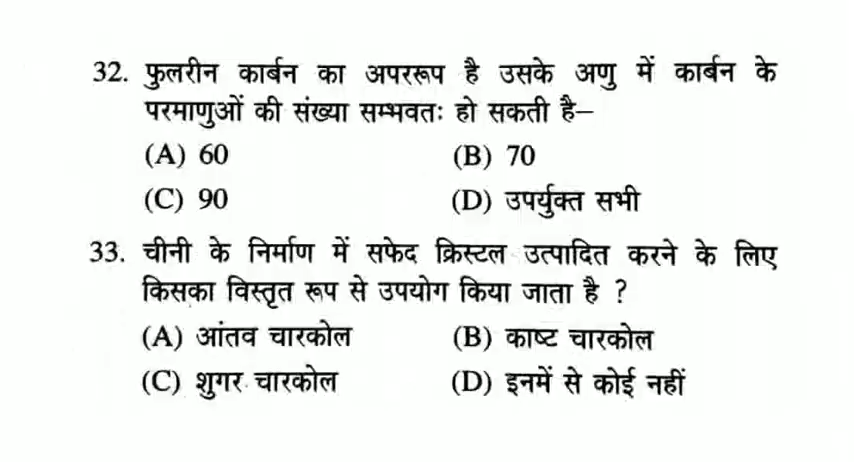 32. फुलरीन कार्बन का अपररूप है उसके अणु में कार्बन के
परमाणुओं की संख्या सम्भवतः हो सकती है–
(A) 60 (B) 70
(C) 90 (D) उपर्युक्त सभी
33. चीनी के निर्माण में सफेद क्रिस्टल उत्पादित करने के लिए
किसका विस्तृत रूप से उपयोग किया जाता है ?
(A) आंतव चारकोल (B) काष्ट चारकोल
(C) शुगर चारकोल (D) इनमें से कोई नहीं